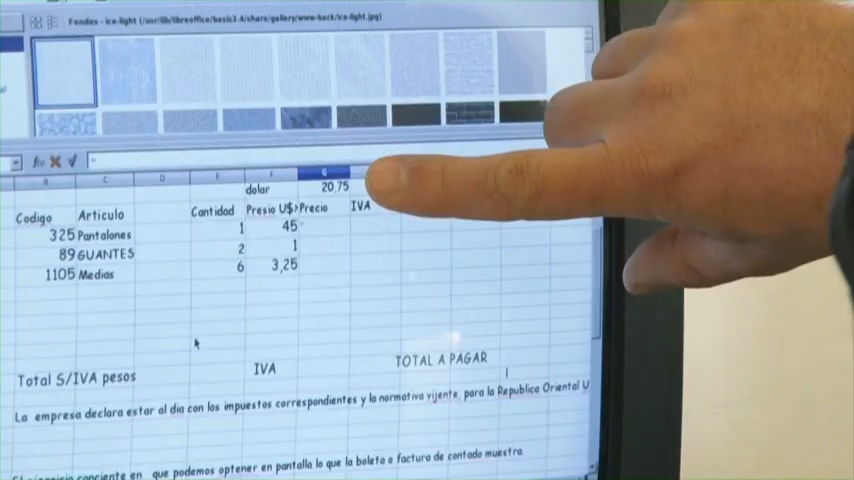 Fondos - ice-light (/usr/lib/libreoffice/basis3.4/share/gallery/www-back/ice-light.jpg)
=
B C D E F G
dolar 20,75
Codigo Articulo Cantidad Presio U$ Precio IVA
325 Pantalones 1 45 =
89 GUANTES 2 1
1105 Medias 6 3,25
Total S/IVA pesos IVA TOTAL A PAGAR
La empresa declara estar al dia con los impuestos correspondientes y la normativa vijente, para la Republica Oriental U
conciente en que podemos optener en pantalla lo que la boleta o factura de contado muestra.